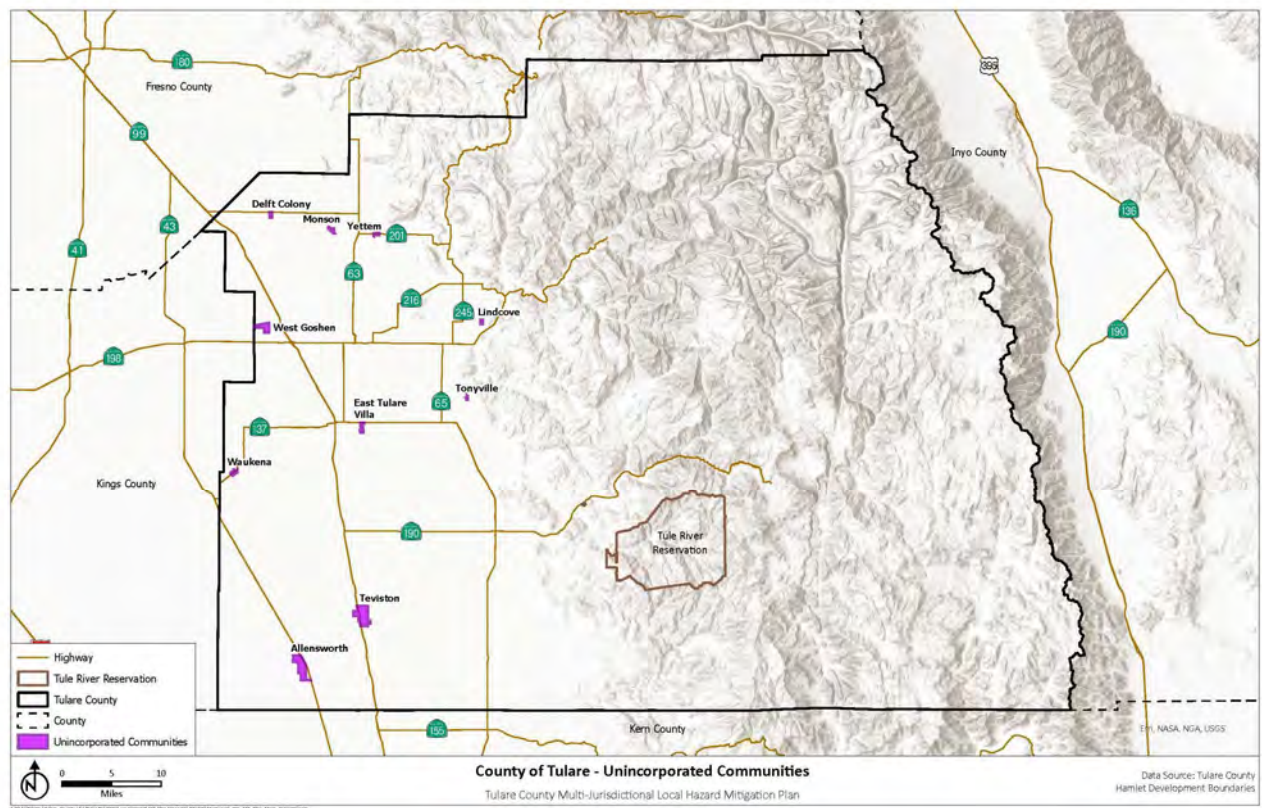 180
Fresno County
395
99
Inyo County
Delft Colony
136
43
Monson
Yettem
201
41
63
216
245
Lindcove
West Goshen
190
198
Tonyville
East Tulare
Villa
65
137
Waukena
Kings County
190
Tule River
Reservation
Teviston
Allensworth
Highway
Tule River Reservation
Tulare County
County
Unincorporated Communities
155
Kern County
Esri, NASA, NGA, USGS
N
0 5 10
Miles
County of Tulare - Unincorporated Communities
Tulare County Multi-Jurisdictional Local Hazard Mitigation Plan
Data Source: Tulare County
Hamlet Development Boundaries